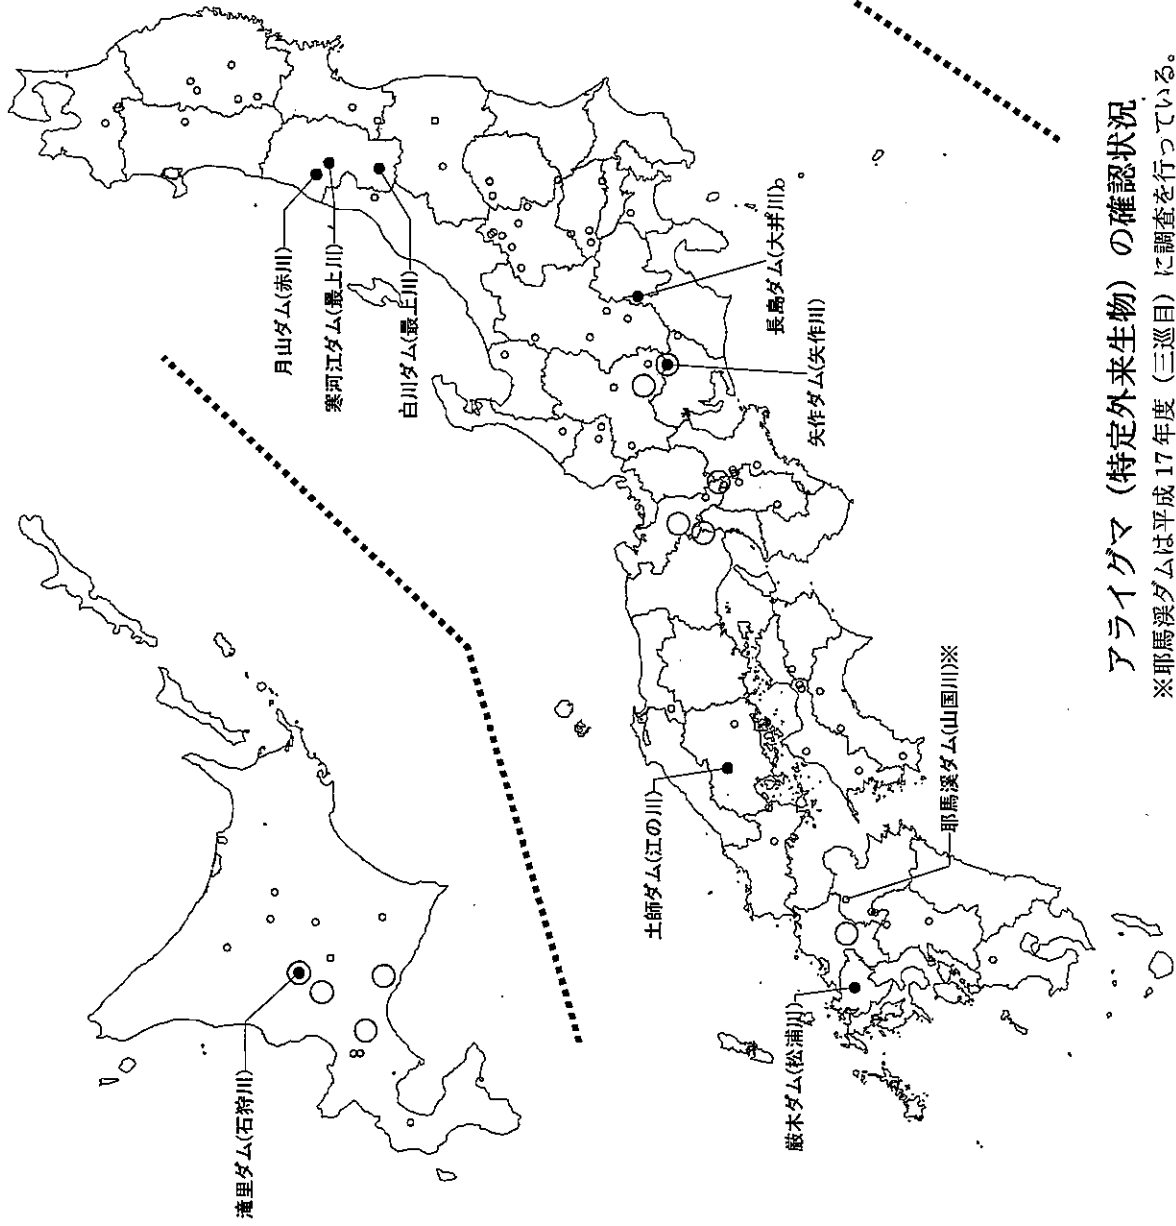 滝里ダム(石狩川)
月山ダム(赤川)
寒河江ダム(最上川)
白川ダム(最上川)
長島ダム(大井川)
矢作ダム(矢作川)
土師ダム(江の川)
耶馬渓ダム(山国川)※
厳木ダム(松浦川)
アライグマ（特定外来生物）の確認状況
※耶馬渓ダムは平成17年度（三巡目）に調査を行っている。